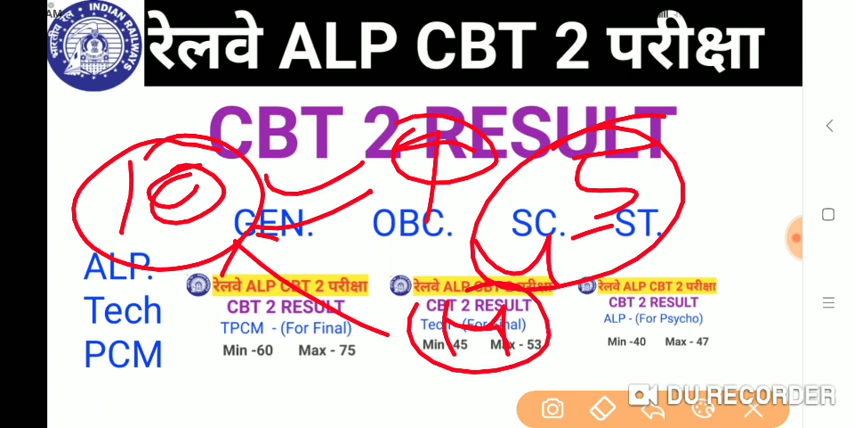 रेलवे ALP CBT 2 परीक्षा
INDIAN RAILWAYS
भारतीय रेल
CBT 2 RESULT
GEN. OBC. SC. ST.
ALP.
Tech
PCM
रेलवे ALP CBT 2 परीक्षा
CBT 2 RESULT
TPCM - (For Final)
Min -60 Max - 75
रेलवे ALP CBT 2 परीक्षा
CBT 2 RESULT
Tech - (For Final)
Min -45 Max - 53
रेलवे ALP CBT 2 परीक्षा
CBT 2 RESULT
ALP - (For Psycho)
Min -40 Max - 47
DU RECORDER